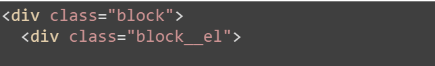 <div class="block">
<div class="block__el">